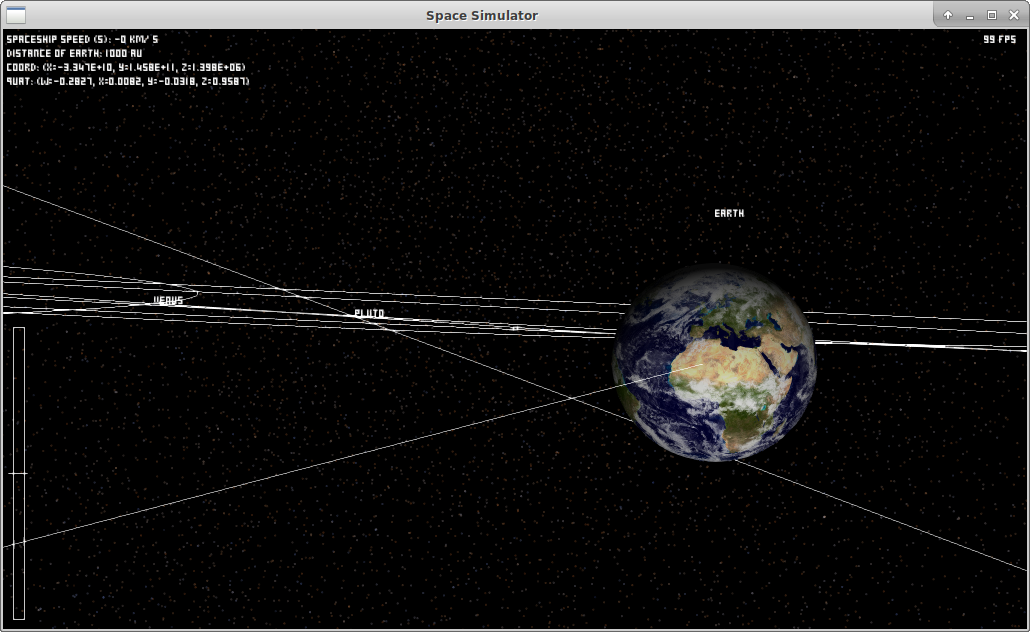 Space Simulator
SPACESHIP SPEED (S): -0 KM/ S
99 FPS
DISTANCE OF EARTH: 1000 AU
COORD: (X=-3.347E+10, Y=1.458E+11, Z=1.398E+06)
QUAT: (W=-0.2827, X=0.0082, Y=-0.0318, Z=0.9587)
EARTH
VENUS
PLUTO